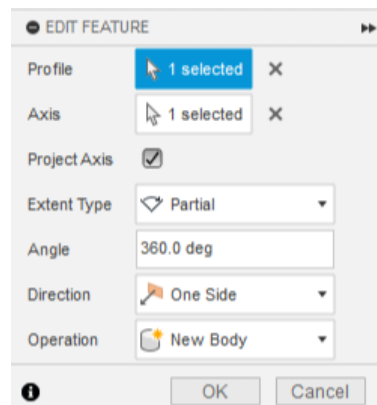 EDIT FEATURE
Profile 1 selected
Axis 1 selected
Project Axis
Extent Type Partial
Angle 360.0 deg
Direction One Side
Operation New Body
OK Cancel